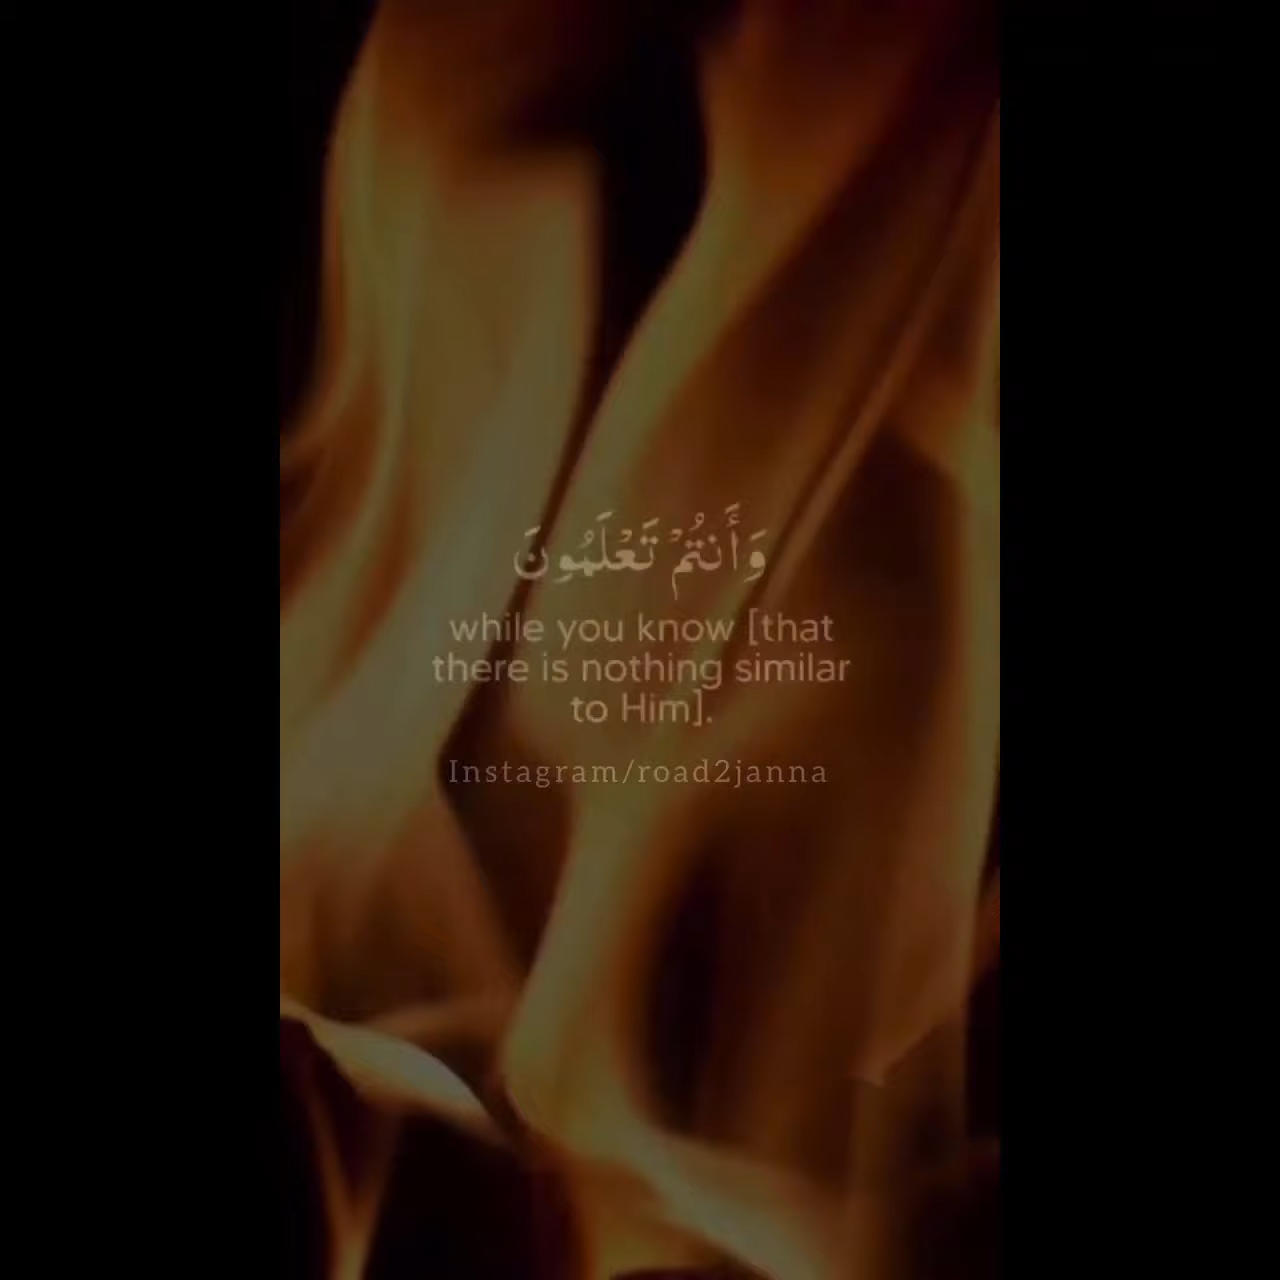 وَأَنتُمْ تَعْلَمُونَ
while you know [that
there is nothing similar
to Him].
Instagram/road2janna